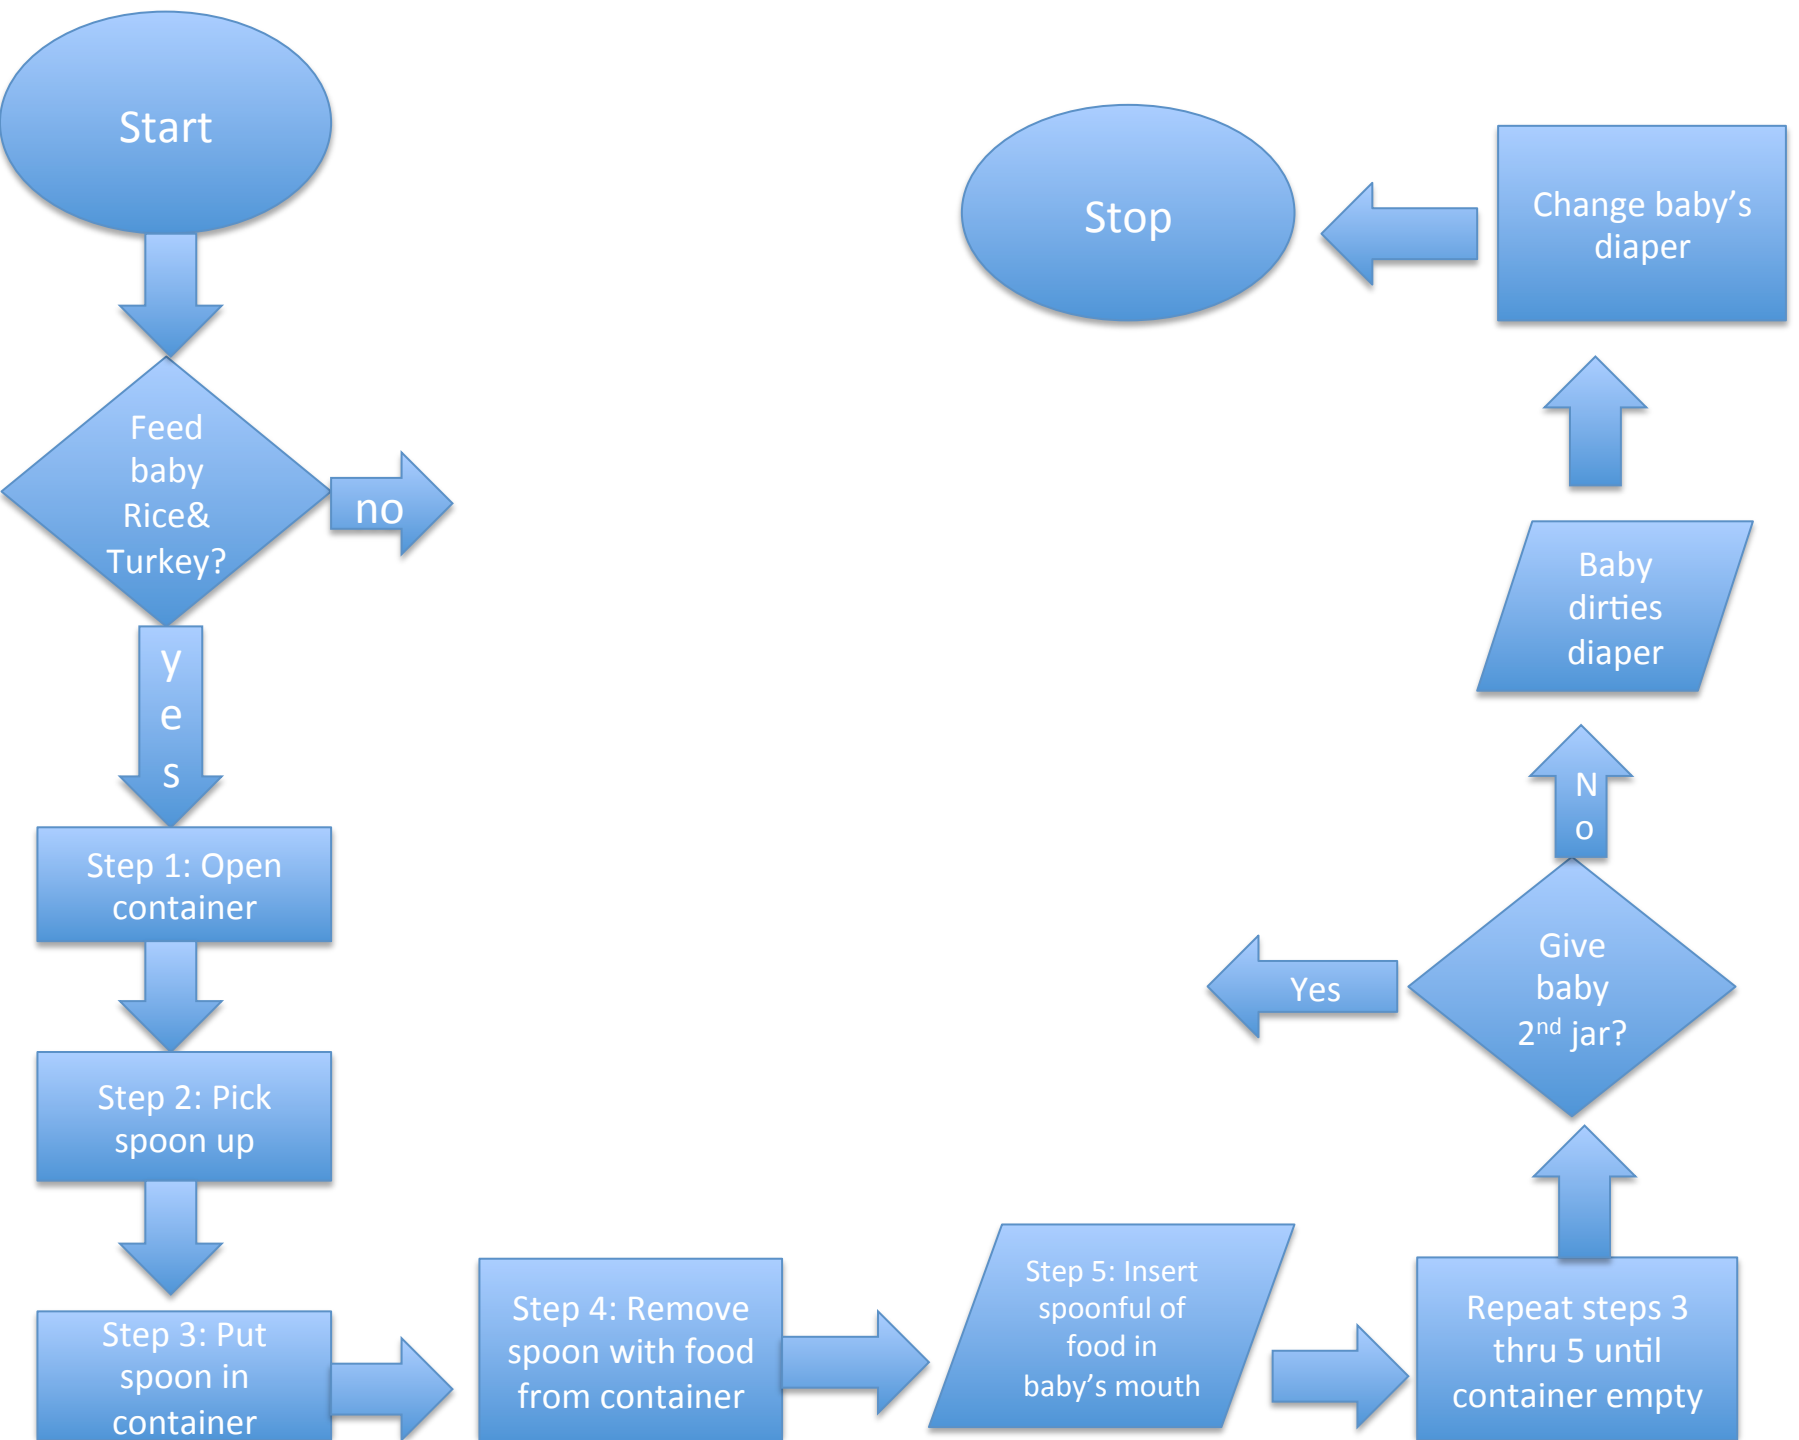 Start
Feed
baby
Rice&
Turkey?
no
y
e
s
Step 1: Open
container
Step 2: Pick
spoon up
Step 3: Put
spoon in
container
Step 4: Remove
spoon with food
from container
Step 5: Insert
spoonful of
food in
baby’s mouth
Repeat steps 3
thru 5 until
container empty
Give
baby
2nd jar?
Yes
N
o
Baby
dirties
diaper
Change baby’s
diaper
Stop